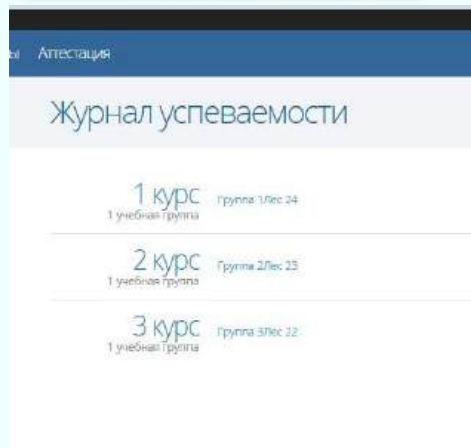 ы Аттестация
Журнал успеваемости
1 курс Группа 1Лес 24
1 учебная группа
2 курс Группа 2Лес 23
1 учебная группа
3 курс Группа 3Лес 22
1 учебная группа